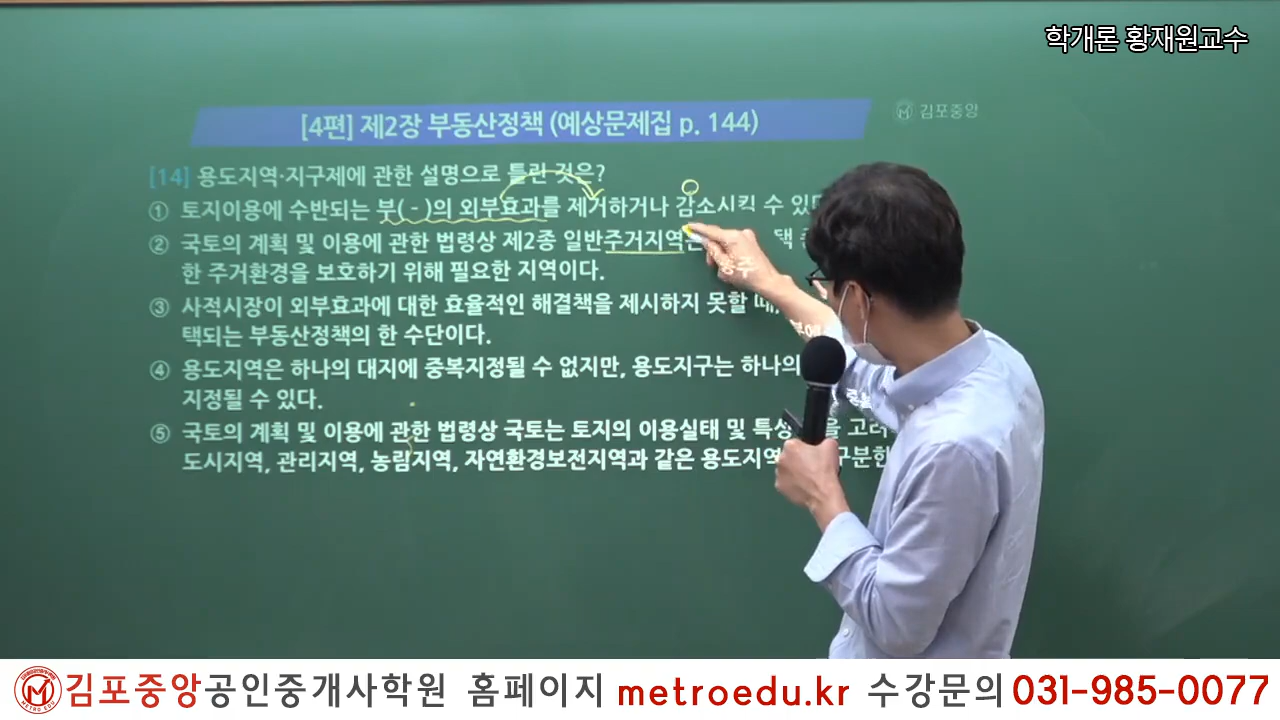 학개론 황재원교수
[4편] 제2장 부동산정책 (예상문제집 p. 144)
김포중앙
[14] 용도지역·지구제에 관한 설명으로 틀린 것은?
① 토지이용에 수반되는 부( - )의 외부효과를 제거하거나 감소시킬 수 있다
② 국토의 계획 및 이용에 관한 법령상 제2종 일반주거지역은 택
한 주거환경을 보호하기 위해 필요한 지역이다.
③ 사적시장이 외부효과에 대한 효율적인 해결책을 제시하지 못할 때,
택되는 부동산정책의 한 수단이다.
④ 용도지역은 하나의 대지에 중복지정될 수 없지만, 용도지구는 하나의
지정될 수 있다.
⑤ 국토의 계획 및 이용에 관한 법령상 국토는 토지의 이용실태 및 특성 을 고려
도시지역, 관리지역, 농림지역, 자연환경보전지역과 같은 용도지역 구분한
METRO EDU 김포중앙공인중개사학원 홈페이지 metroedu.kr 수강문의 031-985-0077